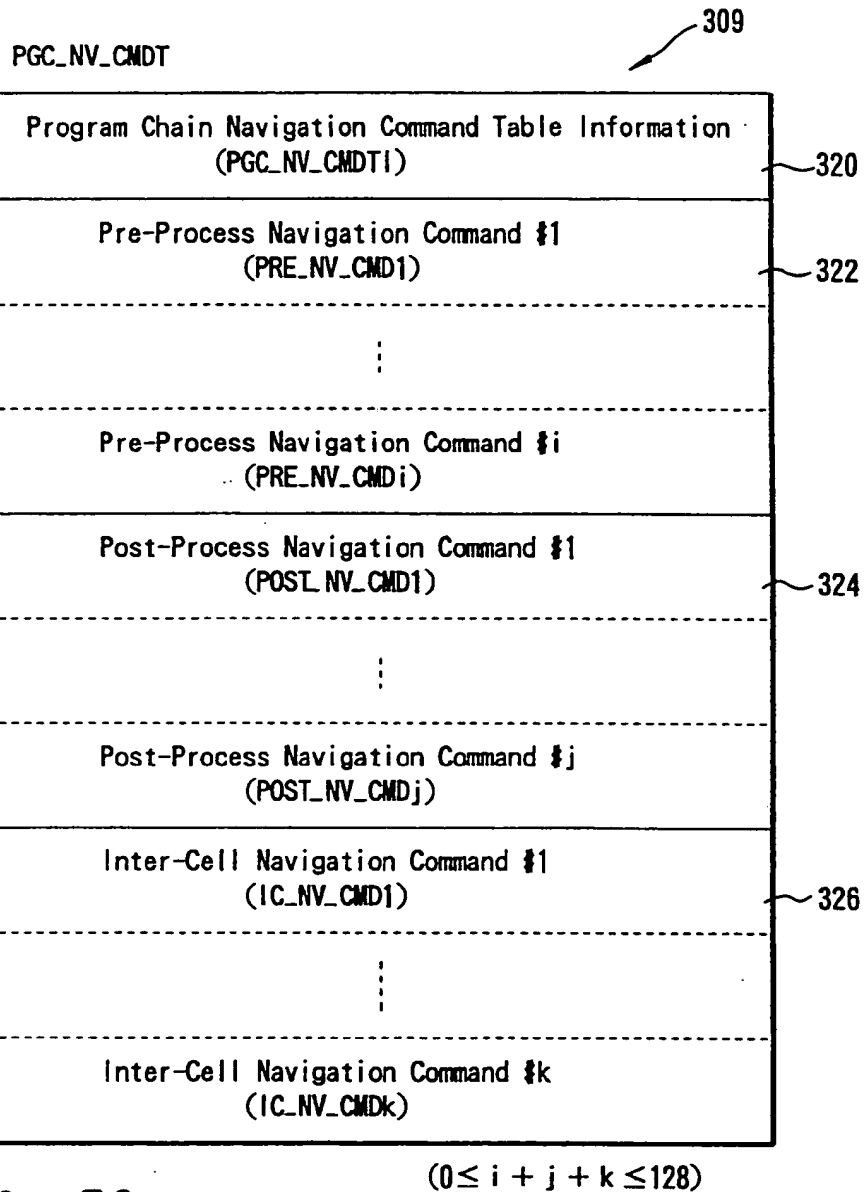 309
PGC_NV_CMDT
Program Chain Navigation Command Table Information
(PGC_NV_CMDTI)
320
Pre-Process Navigation Command #1
(PRE_NV_CMD1)
322
Pre-Process Navigation Command #i
(PRE_NV_CMDi)
Post-Process Navigation Command #1
(POST_NV_CMD1)
324
Post-Process Navigation Command #j
(POST_NV_CMDj)
Inter-Cell Navigation Command #1
(IC_NV_CMD1)
326
Inter-Cell Navigation Command #k
(IC_NV_CMDk)
(0≤ i + j + k ≤128)